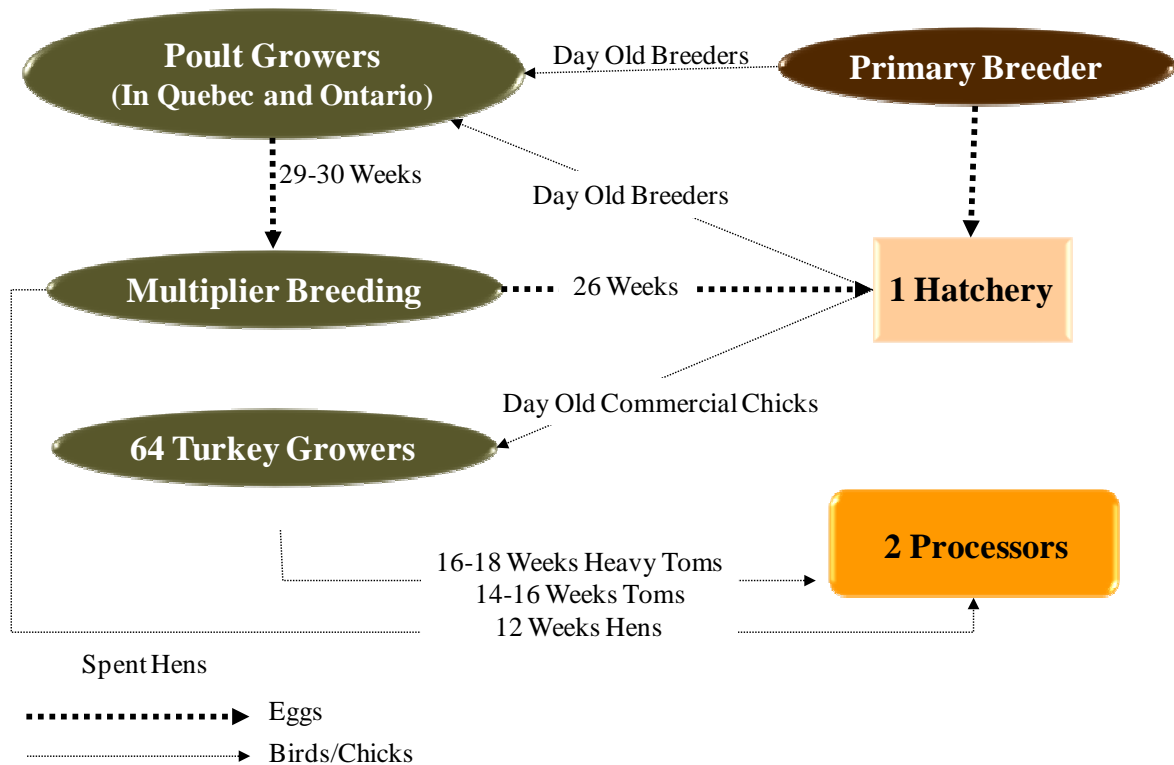 Poult Growers
(In Quebec and Ontario)
Day Old Breeders
Primary Breeder
29-30 Weeks
Day Old Breeders
Multiplier Breeding
26 Weeks
1 Hatchery
Day Old Commercial Chicks
64 Turkey Growers
2 Processors
16-18 Weeks Heavy Toms
14-16 Weeks Toms
12 Weeks Hens
Spent Hens
Eggs
Birds/Chicks